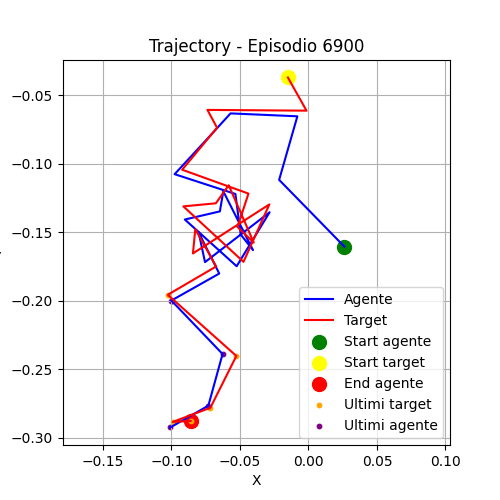 Trajectory - Episodio 6900
−0.05
−0.10
−0.15
−0.20
−0.25
−0.30
Agente
Target
Start agente
Start target
End agente
Ultimi target
Ultimi agente
−0.15
−0.10
−0.05
0.00
0.05
0.10
X